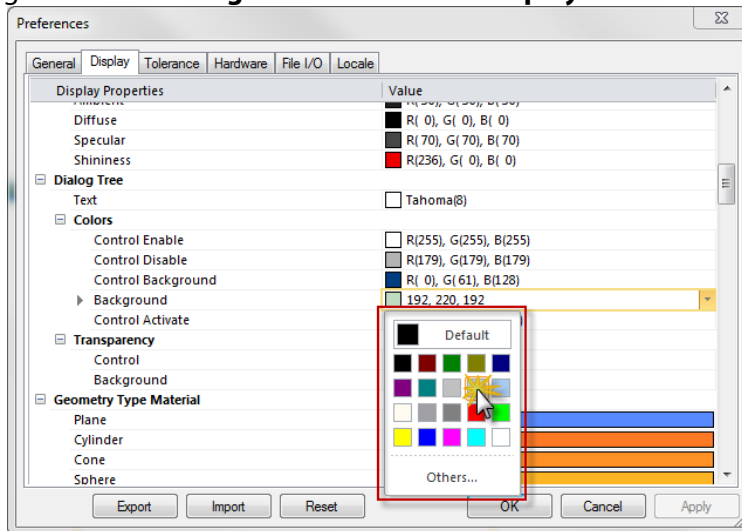 Preferences
General Display Tolerance Hardware File I/O Locale
Display Properties Value
Diffuse R( 0), G( 0), B( 0)
Specular R( 70), G( 70), B( 70)
Shininess R(236), G( 0), B( 0)
Dialog Tree
Text Tahoma(8)
Colors
Control Enable R(255), G(255), B(255)
Control Disable R(179), G(179), B(179)
Control Background R( 0), G( 61), B(128)
Background 192, 220, 192
Control Activate
Default
Transparency
Control
Background
Geometry Type Material
Plane
Cylinder
Cone
Sphere
Others...
Export Import Reset OK Cancel Apply